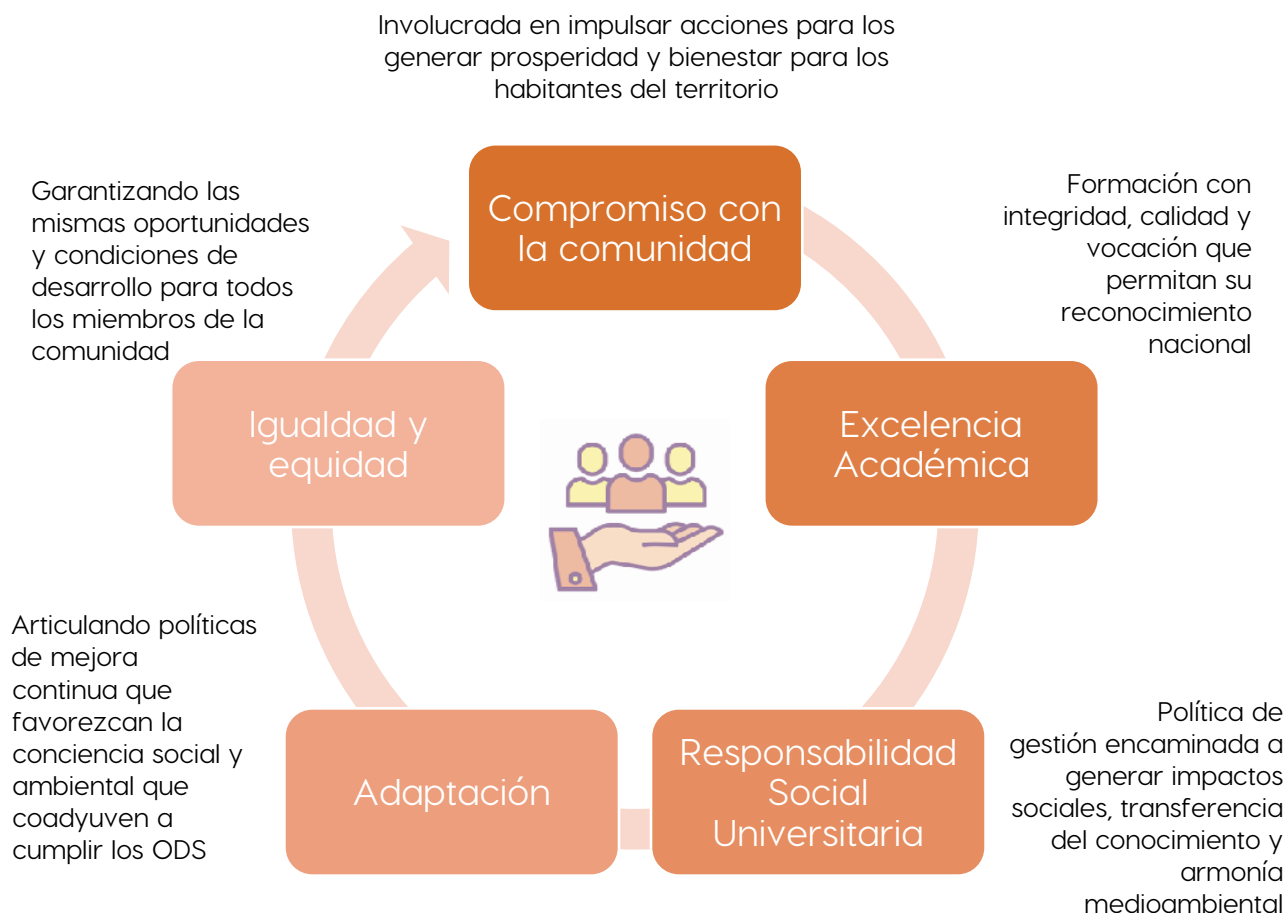 Involucrada en impulsar acciones para los
generar prosperidad y bienestar para los
habitantes del territorio
Compromiso con
la comunidad
Formación con
integridad, calidad y
vocación que
permitan su
reconocimiento
nacional
Excelencia
Académica
Política de
gestión encaminada a
generar impactos
sociales, transferencia
del conocimiento y
armonía
medioambiental
Responsabilidad
Social
Universitaria
Adaptación
Articulando políticas
de mejora
continua que
favorezcan la
conciencia social y
ambiental que
coadyuven a
cumplir los ODS
Igualdad y
equidad
Garantizando las
mismas oportunidades
y condiciones de
desarrollo para todos
los miembros de la
comunidad